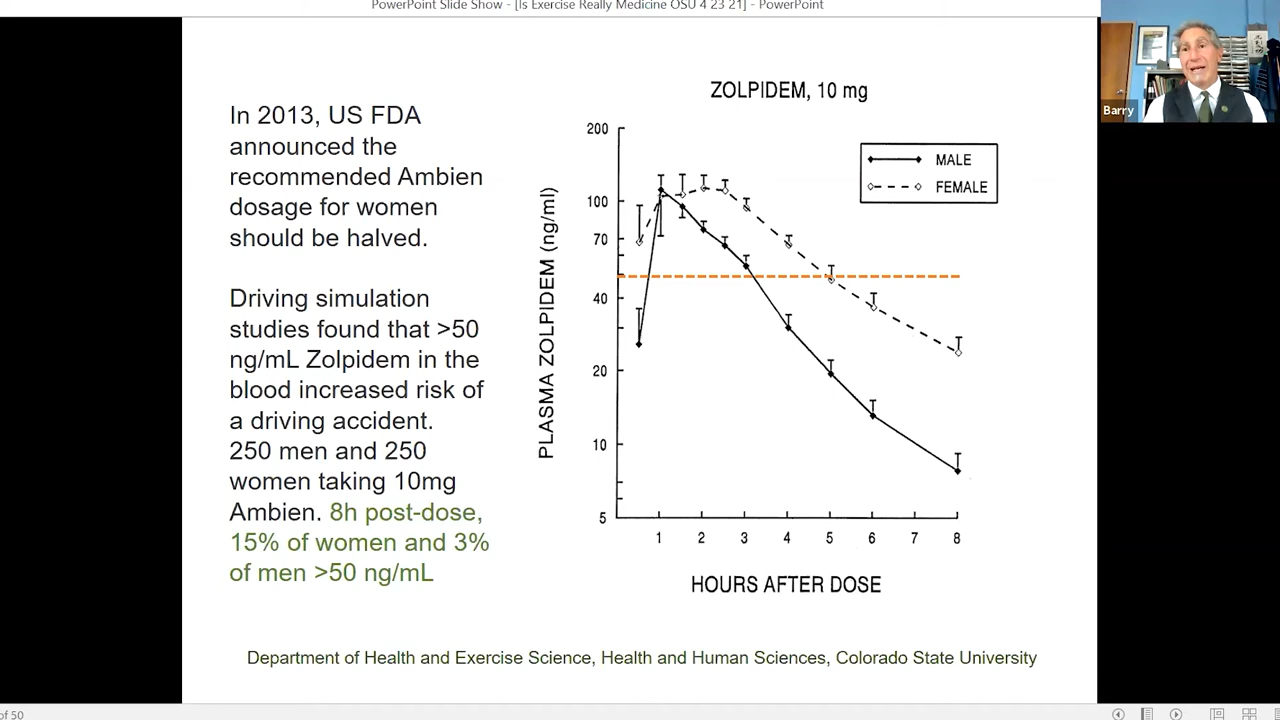 PowerPoint Slide Show - [Is Exercise Really Medicine OSU 4 23 21] - PowerPoint
Barry
In 2013, US FDA
announced the
recommended Ambien
dosage for women
should be halved.
Driving simulation
studies found that >50
ng/mL Zolpidem in the
blood increased risk of
a driving accident.
250 men and 250
women taking 10mg
Ambien. 8h post-dose,
15% of women and 3%
of men >50 ng/mL
ZOLPIDEM, 10 mg
MALE
FEMALE
PLASMA ZOLPIDEM (ng/ml)
200
100
70
40
20
10
5
1 2 3 4 5 6 7 8
HOURS AFTER DOSE
Department of Health and Exercise Science, Health and Human Sciences, Colorado State University
of 50